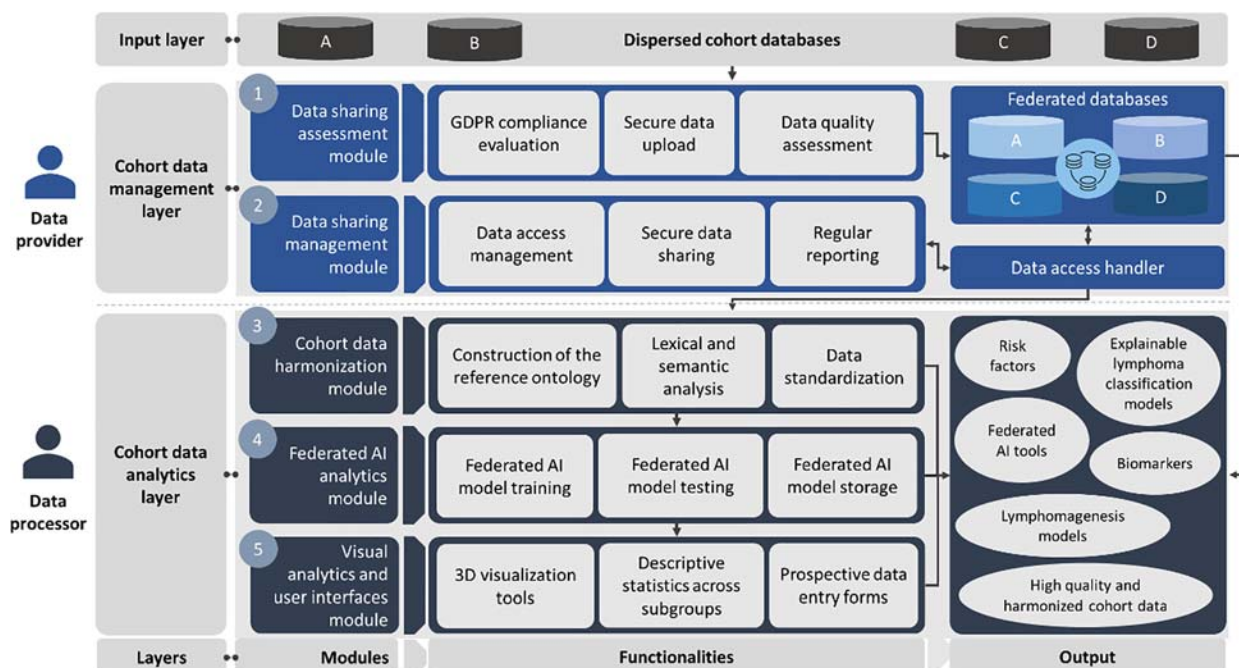 Input layer
A
B
Dispersed cohort databases
C
D
Data
provider
Cohort data
management
layer
1
Data sharing
assessment
module
GDPR compliance
evaluation
Secure data
upload
Data quality
assessment
Federated databases
A
B
C
D
2
Data sharing
management
module
Data access
management
Secure data
sharing
Regular
reporting
Data access handler
Data
processor
Cohort data
analytics
layer
3
Cohort data
harmonization
module
Construction of the
reference ontology
Lexical and
semantic
analysis
Data
standardization
4
Federated AI
analytics
module
Federated AI
model training
Federated AI
model testing
Federated AI
model storage
5
Visual
analytics and
user interfaces
module
3D visualization
tools
Descriptive
statistics across
subgroups
Prospective data
entry forms
Risk
factors
Explainable
lymphoma
classification
models
Federated
AI tools
Biomarkers
Lymphomagenesis
models
High quality and
harmonized cohort data
Layers
Modules
Functionalities
Output